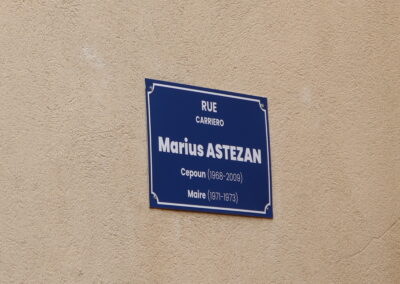 RUE
CARRIERO
Marius ASTEZAN
Cepoun (1968-2009)
Maire (1971-1973)